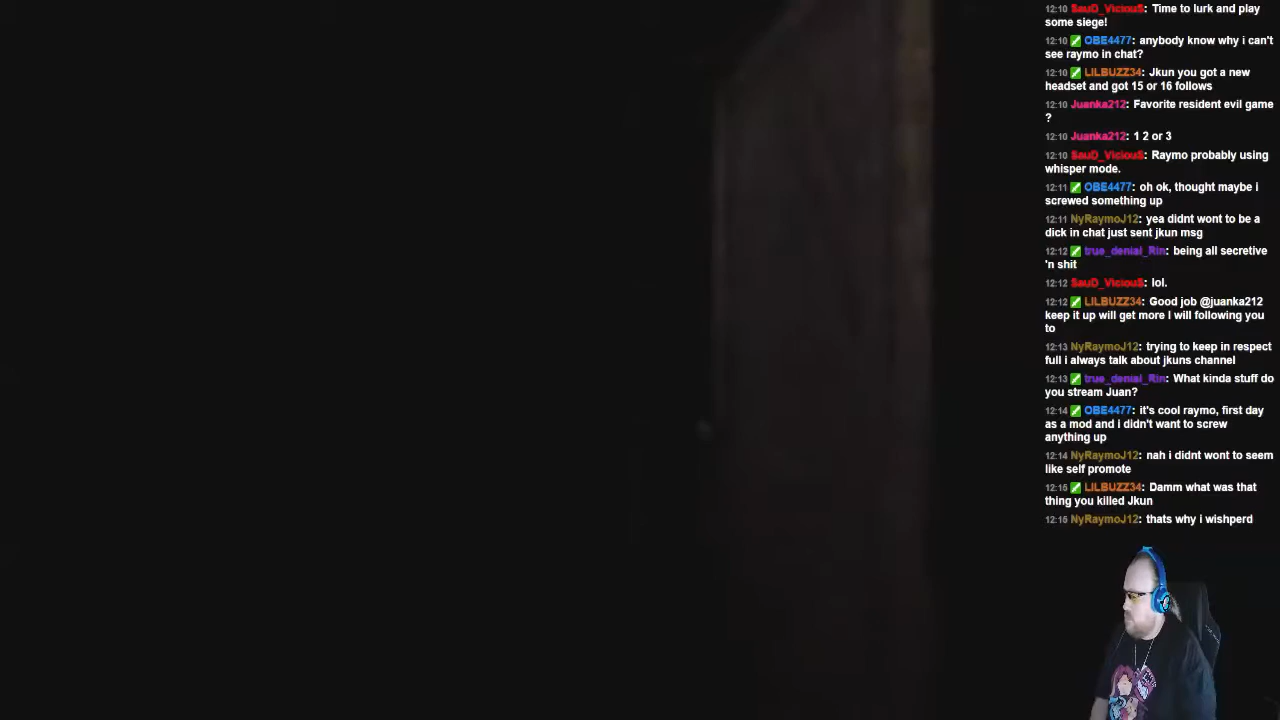 12:10 SauD_ViciouS: Time to lurk and play
some siege!
12:10 OBE4477: anybody know why i can't
see raymo in chat?
12:10 LILBUZZ34: Jkun you got a new
headset and got 15 or 16 follows
12:10 Juanka212: Favorite resident evil game
?
12:10 Juanka212: 1 2 or 3
12:10 SauD_ViciouS: Raymo probably using
whisper mode.
12:11 OBE4477: oh ok, thought maybe i
screwed something up
12:11 NyRaymoJ12: yea didnt wont to be a
dick in chat just sent jkun msg
12:12 true_denial_Rin: being all secretive
'n shit
12:12 SauD_ViciouS: lol.
12:12 LILBUZZ34: Good job @juanka212
keep it up will get more I will following you
to
12:13 NyRaymoJ12: trying to keep in respect
full i always talk about jkuns channel
12:13 true_denial_Rin: What kinda stuff do
you stream Juan?
12:14 OBE4477: it's cool raymo, first day
as a mod and i didn't want to screw
anything up
12:14 NyRaymoJ12: nah i didnt wont to seem
like self promote
12:15 LILBUZZ34: Damm what was that
thing you killed Jkun
12:15 NyRaymoJ12: thats why i wishperd